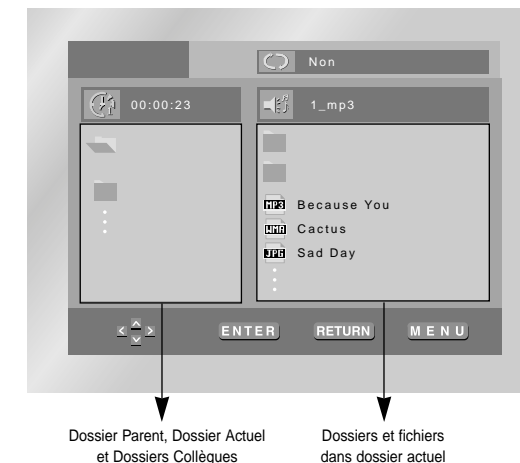 Non
00:00:23
1_mp3
MP3 Because You
WMA Cactus
JPG Sad Day
ENTER RETURN MENU
Dossier Parent, Dossier Actuel
et Dossiers Collègues
Dossiers et fichiers
dans dossier actuel